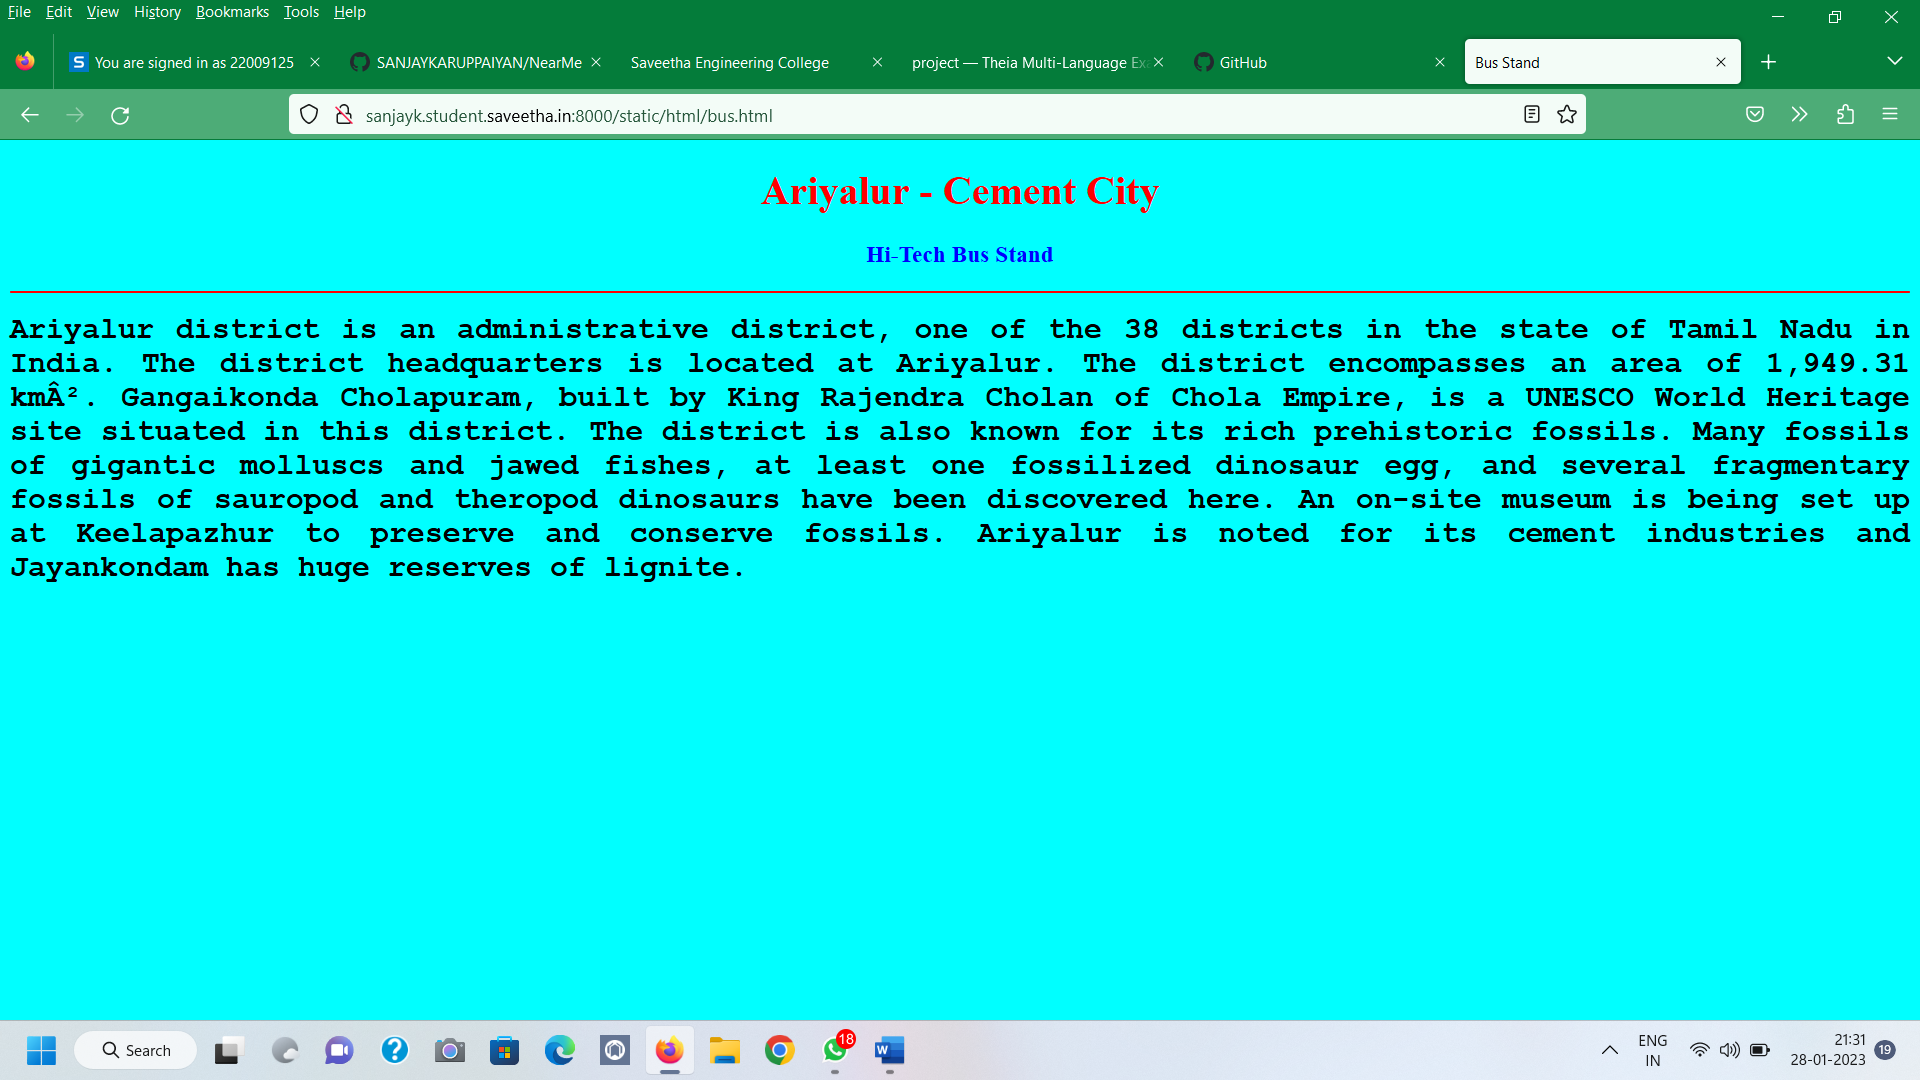 File Edit View History Bookmarks Tools Help
You are signed in as 22009125
SANJAYKARUPPAIYAN/NearMe
Saveetha Engineering College
project — Theia Multi-Language Ex
GitHub
Bus Stand
sanjayk.student.saveetha.in:8000/static/html/bus.html
Ariyalur - Cement City
Hi-Tech Bus Stand
Ariyalur district is an administrative district, one of the 38 districts in the state of Tamil Nadu in
India. The district headquarters is located at Ariyalur. The district encompasses an area of 1,949.31
kmÂ². Gangaikonda Cholapuram, built by King Rajendra Cholan of Chola Empire, is a UNESCO World Heritage
site situated in this district. The district is also known for its rich prehistoric fossils. Many fossils
of gigantic molluscs and jawed fishes, at least one fossilized dinosaur egg, and several fragmentary
fossils of sauropod and theropod dinosaurs have been discovered here. An on-site museum is being set up
at Keelapazhur to preserve and conserve fossils. Ariyalur is noted for its cement industries and
Jayankondam has huge reserves of lignite.
Search
18
ENG
IN
21:31
28-01-2023
19